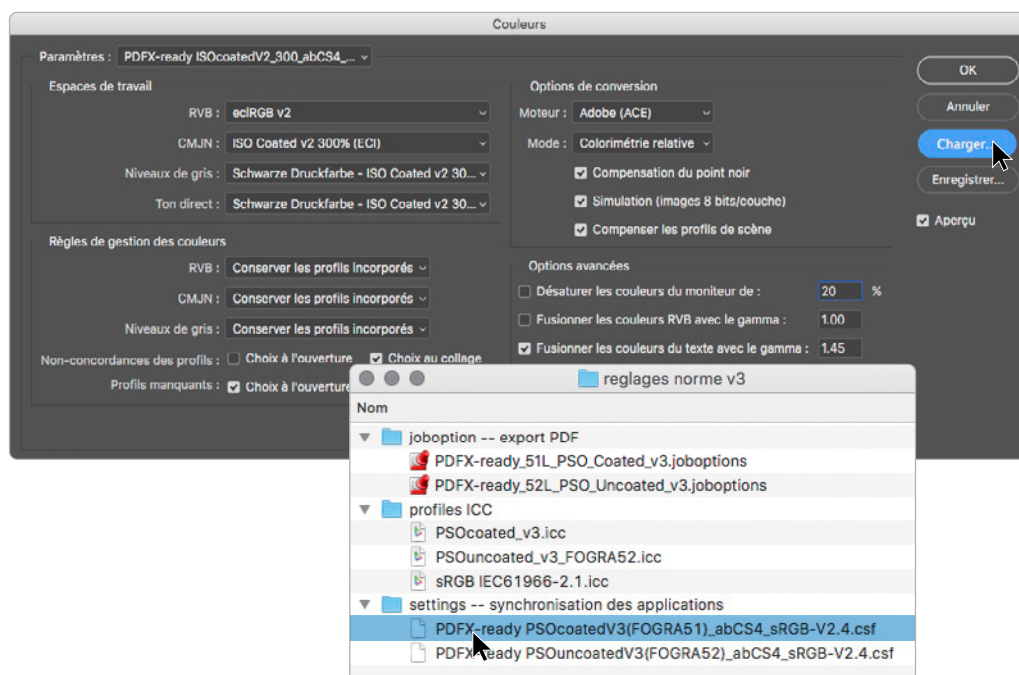 Couleurs
Paramètres : PDFX-ready ISOcoatedV2_300_abCS4_...
OK
Espaces de travail
Options de conversion
RVB : eciRGB v2
Moteur : Adobe (ACE)
Annuler
CMJN : ISO Coated v2 300% (ECI)
Mode : Colorimétrie relative
Charger...
Niveaux de gris : Schwarze Druckfarbe - ISO Coated v2 30...
Compensation du point noir
Enregistrer...
Ton direct : Schwarze Druckfarbe - ISO Coated v2 30...
Simulation (images 8 bits/couche)
Aperçu
Compenser les profils de scène
Règles de gestion des couleurs
Options avancées
RVB : Conserver les profils incorporés
Désaturer les couleurs du moniteur de : 20 %
CMJN : Conserver les profils incorporés
Fusionner les couleurs RVB avec le gamma : 1.00
Niveaux de gris : Conserver les profils incorporés
Fusionner les couleurs du texte avec le gamma : 1.45
Non-concordances des profils : Choix à l'ouverture Choix au collage
Profils manquants : Choix à l'ouverture
reglages norme v3
Nom
joboption -- export PDF
PDFX-ready_51L_PSO_Coated_v3.joboptions
PDFX-ready_52L_PSO_Uncoated_v3.joboptions
profiles ICC
PSOcoated_v3.icc
PSOuncoated_v3_FOGRA52.icc
sRGB IEC61966-2.1.icc
settings -- synchronisation des applications
PDFX-ready PSOcoatedV3(FOGRA51)_abCS4_sRGB-V2.4.csf
PDFX-ready PSOuncoatedV3(FOGRA52)_abCS4_sRGB-V2.4.csf